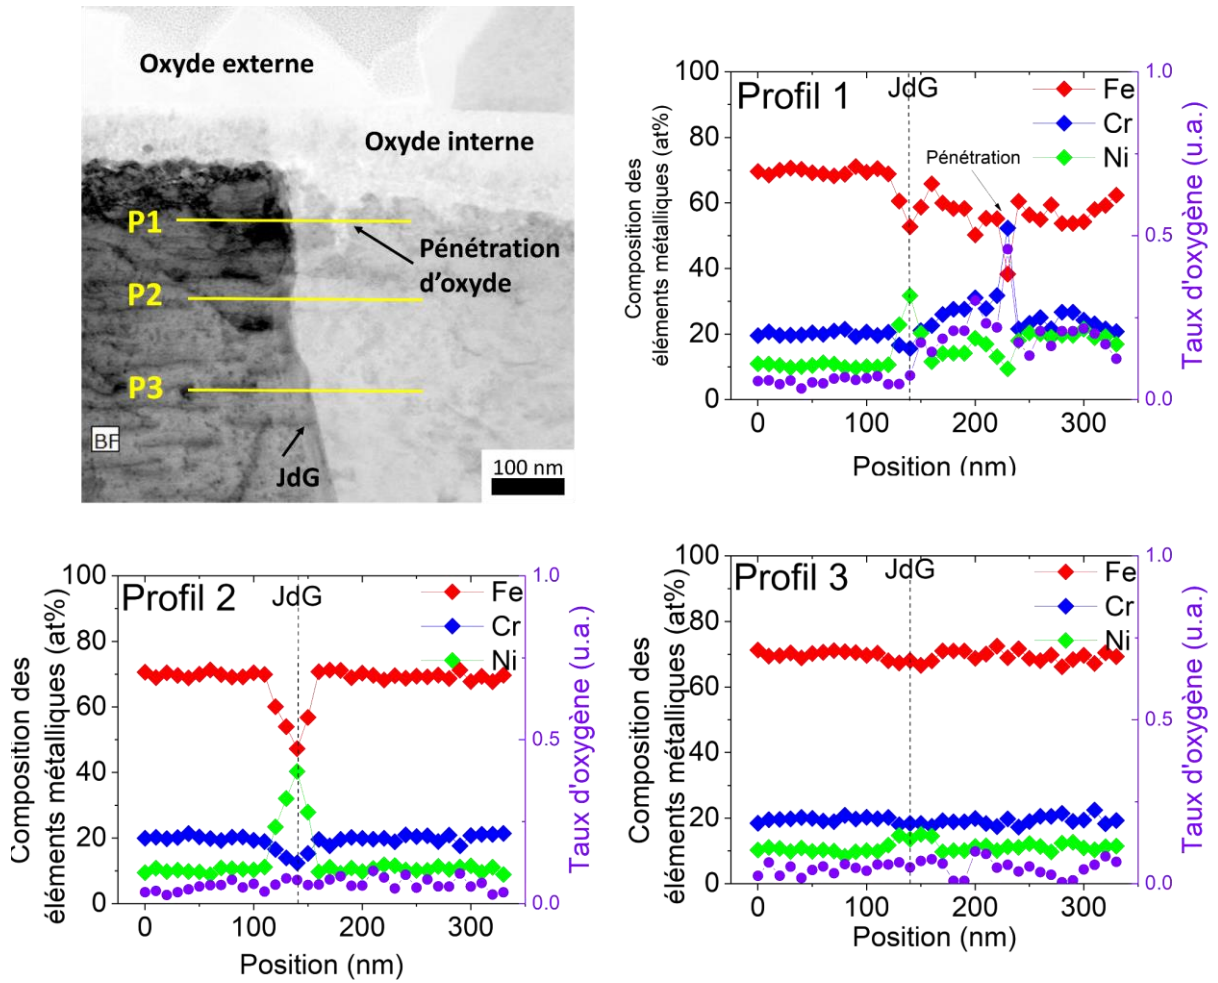 Oxyde externe
Oxyde interne
P1
Pénétration
d'oxyde
P2
P3
BF
JdG
100 nm
Profil 1
JdG
Fe
Cr
Ni
Pénétration
100
80
60
40
20
0
Composition des
éléments métalliques (at%)
1.0
0.5
0.0
Taux d'oxygène (u.a.)
0 100 200 300
Position (nm)
Profil 2
JdG
Fe
Cr
Ni
100
80
60
40
20
0
Composition des
éléments métalliques (at%)
1.0
0.5
0.0
Taux d'oxygène (u.a.)
0 100 200 300
Position (nm)
Profil 3
JdG
Fe
Cr
Ni
100
80
60
40
20
0
Composition des
éléments métalliques (at%)
1.0
0.5
0.0
Taux d'oxygène (u.a.)
0 100 200 300
Position (nm)